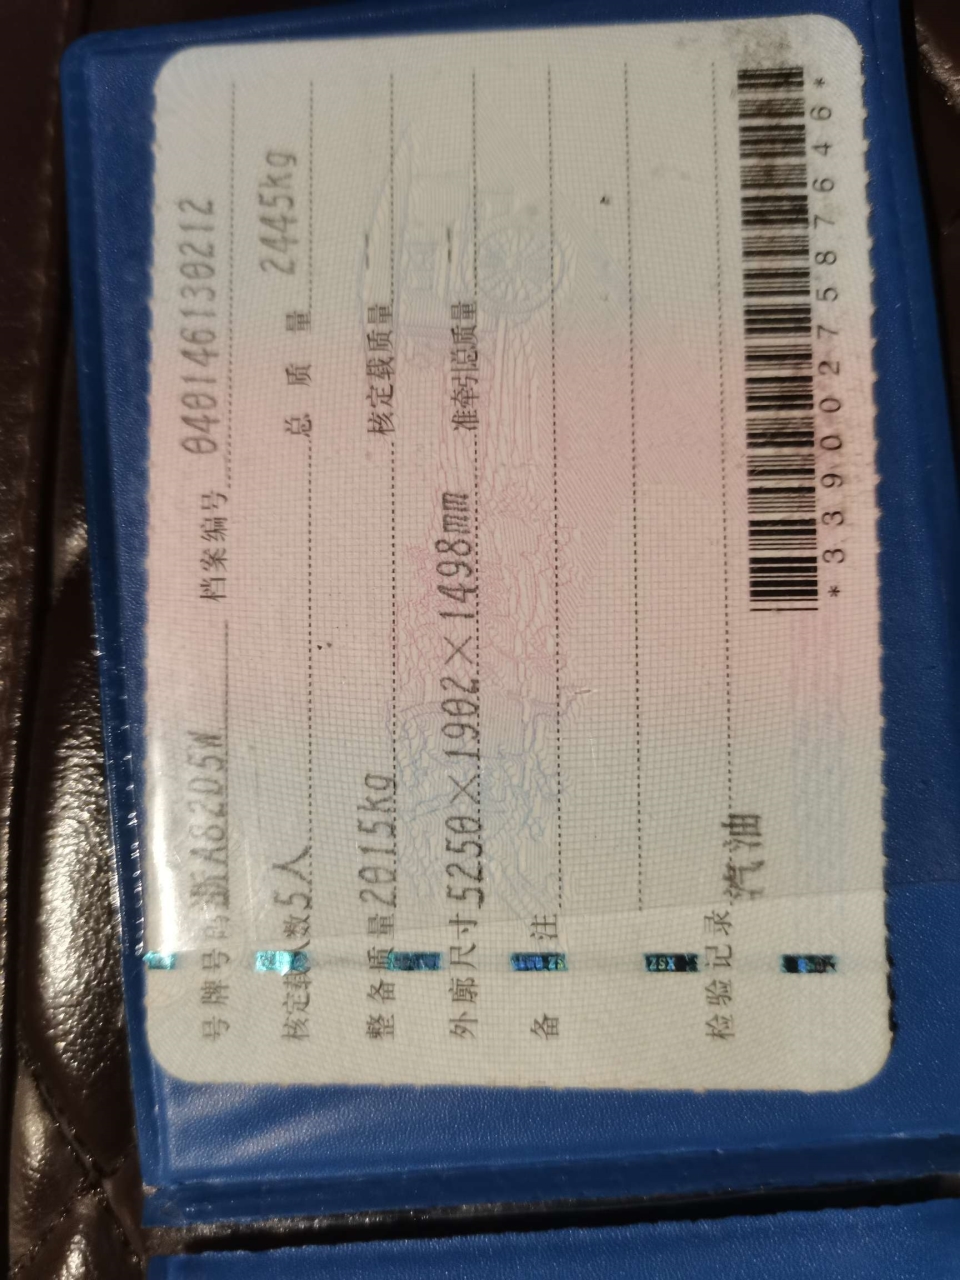 号牌号码 浙A82D5W 档案编号 040146130212
核定载人数 5人 总质量 2445kg
整备质量 2015kg 核定载质量 --
外廓尺寸 5250×1902×1498mm 准牵引总质量 --
备注
检验记录 汽油
*3390027587646*